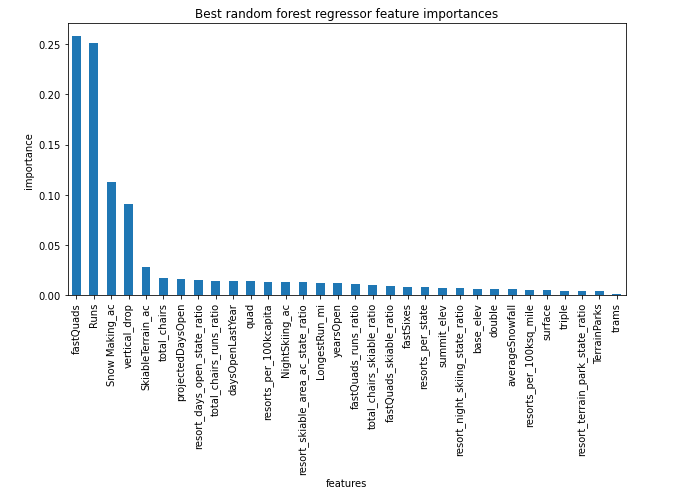 Best random forest regressor feature importances
0.25
0.20
0.15
0.10
0.05
0.00
importance
fastQuads
Runs
Snow Making_ac
vertical_drop
SkiableTerrain_ac
total_chairs
projectedDaysOpen
resort_days_open_state_ratio
total_chairs_runs_ratio
daysOpenLastYear
quad
resorts_per_100kcapita
NightSkiing_ac
resort_skiable_area_ac_state_ratio
LongestRun_mi
yearsOpen
fastQuads_runs_ratio
total_chairs_skiable_ratio
fastQuads_skiable_ratio
fastSixes
resorts_per_state
summit_elev
resort_night_skiing_state_ratio
base_elev
double
averageSnowfall
resorts_per_100ksq_mile
surface
triple
resort_terrain_park_state_ratio
TerrainParks
trams
features